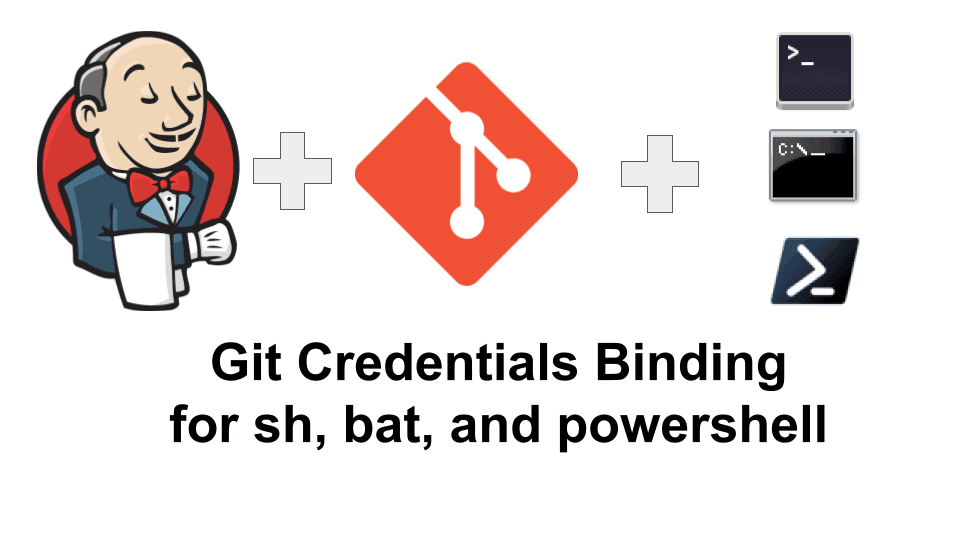 >_
C:\_
>_
Git Credentials Binding
for sh, bat, and powershell